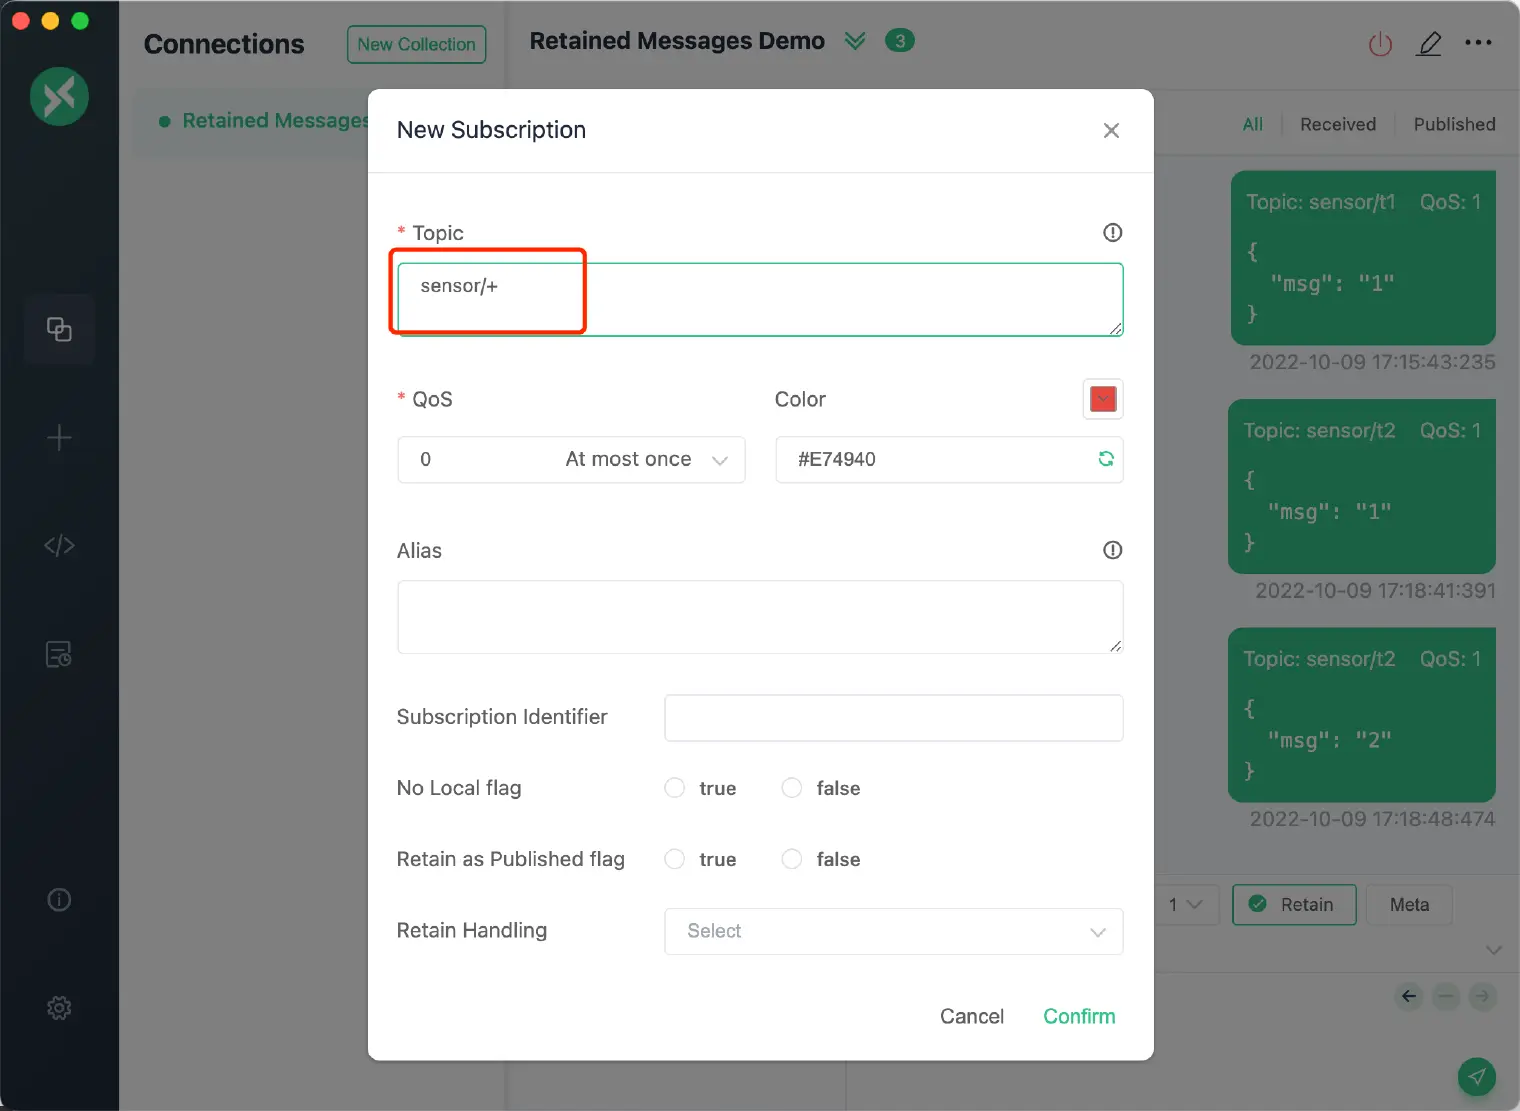 Connections
New Collection
Retained Messages Demo
3
Retained Messages
All
Received
Published
New Subscription
* Topic
sensor/+
* QoS
Color
0
At most once
#E74940
Alias
Subscription Identifier
No Local flag
true
false
Retain as Published flag
true
false
Retain Handling
Select
Cancel
Confirm
Topic: sensor/t1 QoS: 1
{
"msg": "1"
}
2022-10-09 17:15:43:235
Topic: sensor/t2 QoS: 1
{
"msg": "1"
}
2022-10-09 17:18:41:391
Topic: sensor/t2 QoS: 1
{
"msg": "2"
}
2022-10-09 17:18:48:474
1
Retain
Meta